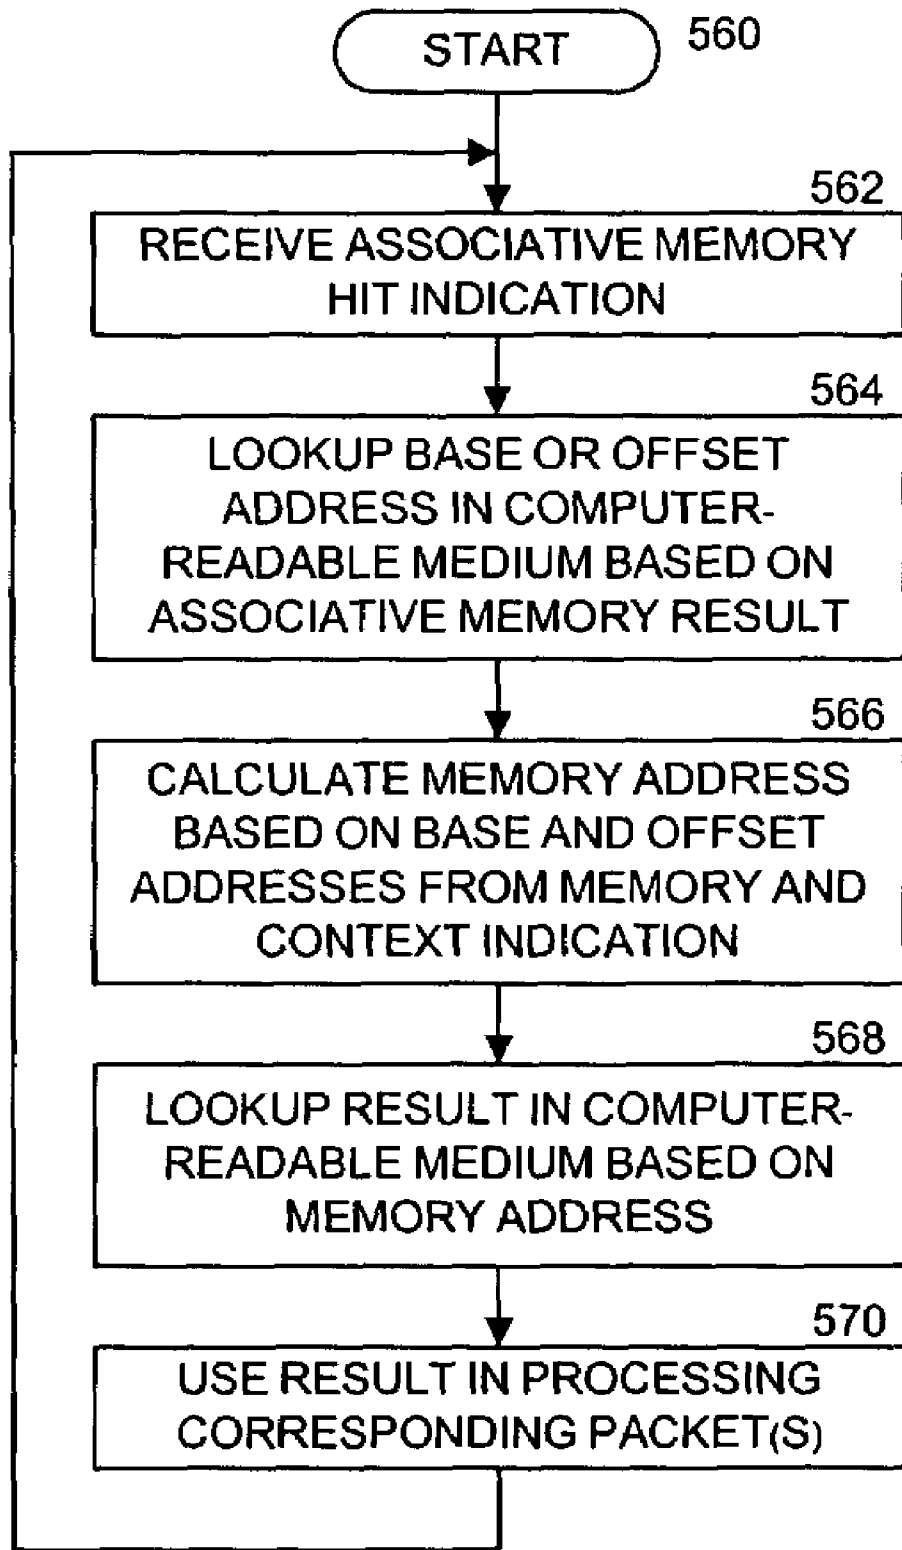 START 560
562
RECEIVE ASSOCIATIVE MEMORY
HIT INDICATION
564
LOOKUP BASE OR OFFSET
ADDRESS IN COMPUTER-
READABLE MEDIUM BASED ON
ASSOCIATIVE MEMORY RESULT
566
CALCULATE MEMORY ADDRESS
BASED ON BASE AND OFFSET
ADDRESSES FROM MEMORY AND
CONTEXT INDICATION
568
LOOKUP RESULT IN COMPUTER-
READABLE MEDIUM BASED ON
MEMORY ADDRESS
570
USE RESULT IN PROCESSING
CORRESPONDING PACKET(S)